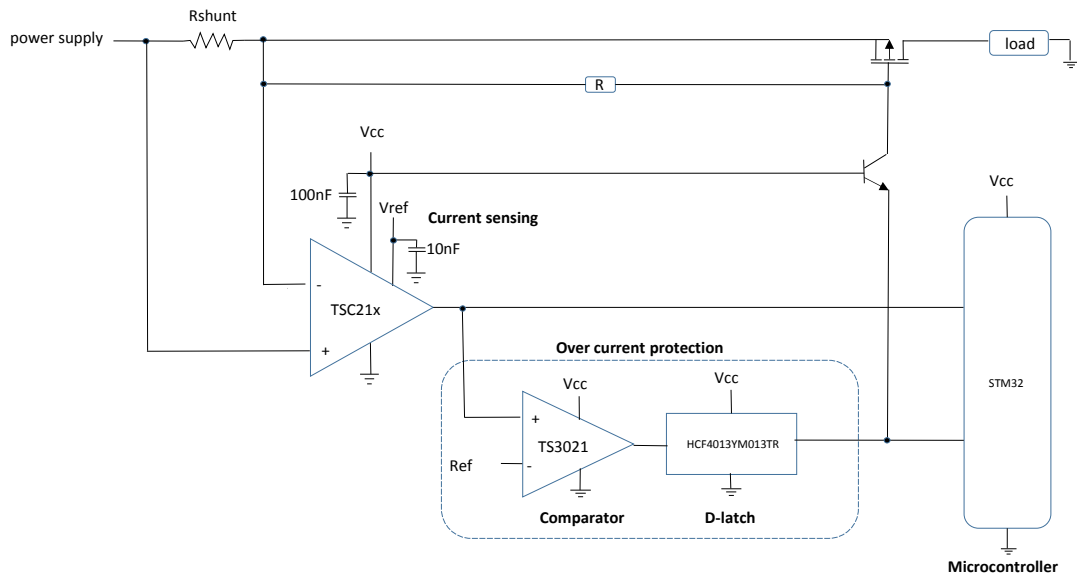 Rshunt
power supply
load
R
Vcc
100nF
Vref
Current sensing
10nF
Vcc
-
TSC21x
+
Over current protection
Vcc
Vcc
STM32
+
TS3021
HCF4013YM013TR
Ref
-
Comparator
D-latch
Microcontroller